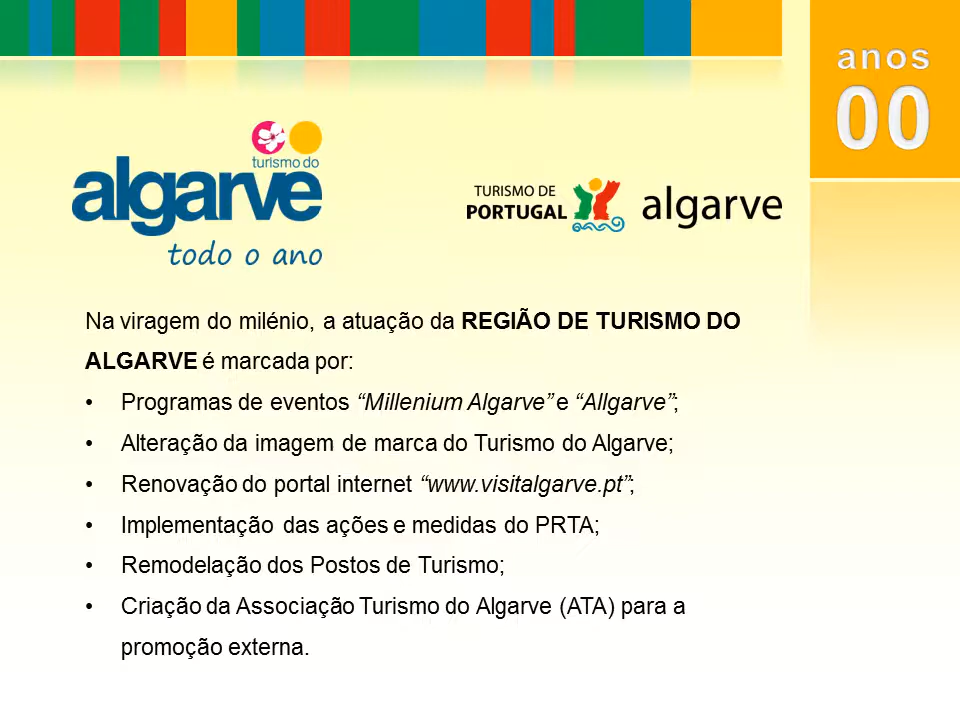 anos
00
turismo do
algarve
todo o ano
TURISMO DE
PORTUGAL
algarve
Na viragem do milénio, a atuação da REGIÃO DE TURISMO DO
ALGARVE é marcada por:
• Programas de eventos “Millenium Algarve” e “Allgarve”;
• Alteração da imagem de marca do Turismo do Algarve;
• Renovação do portal internet “www.visitalgarve.pt”;
• Implementação das ações e medidas do PRTA;
• Remodelação dos Postos de Turismo;
• Criação da Associação Turismo do Algarve (ATA) para a
promoção externa.